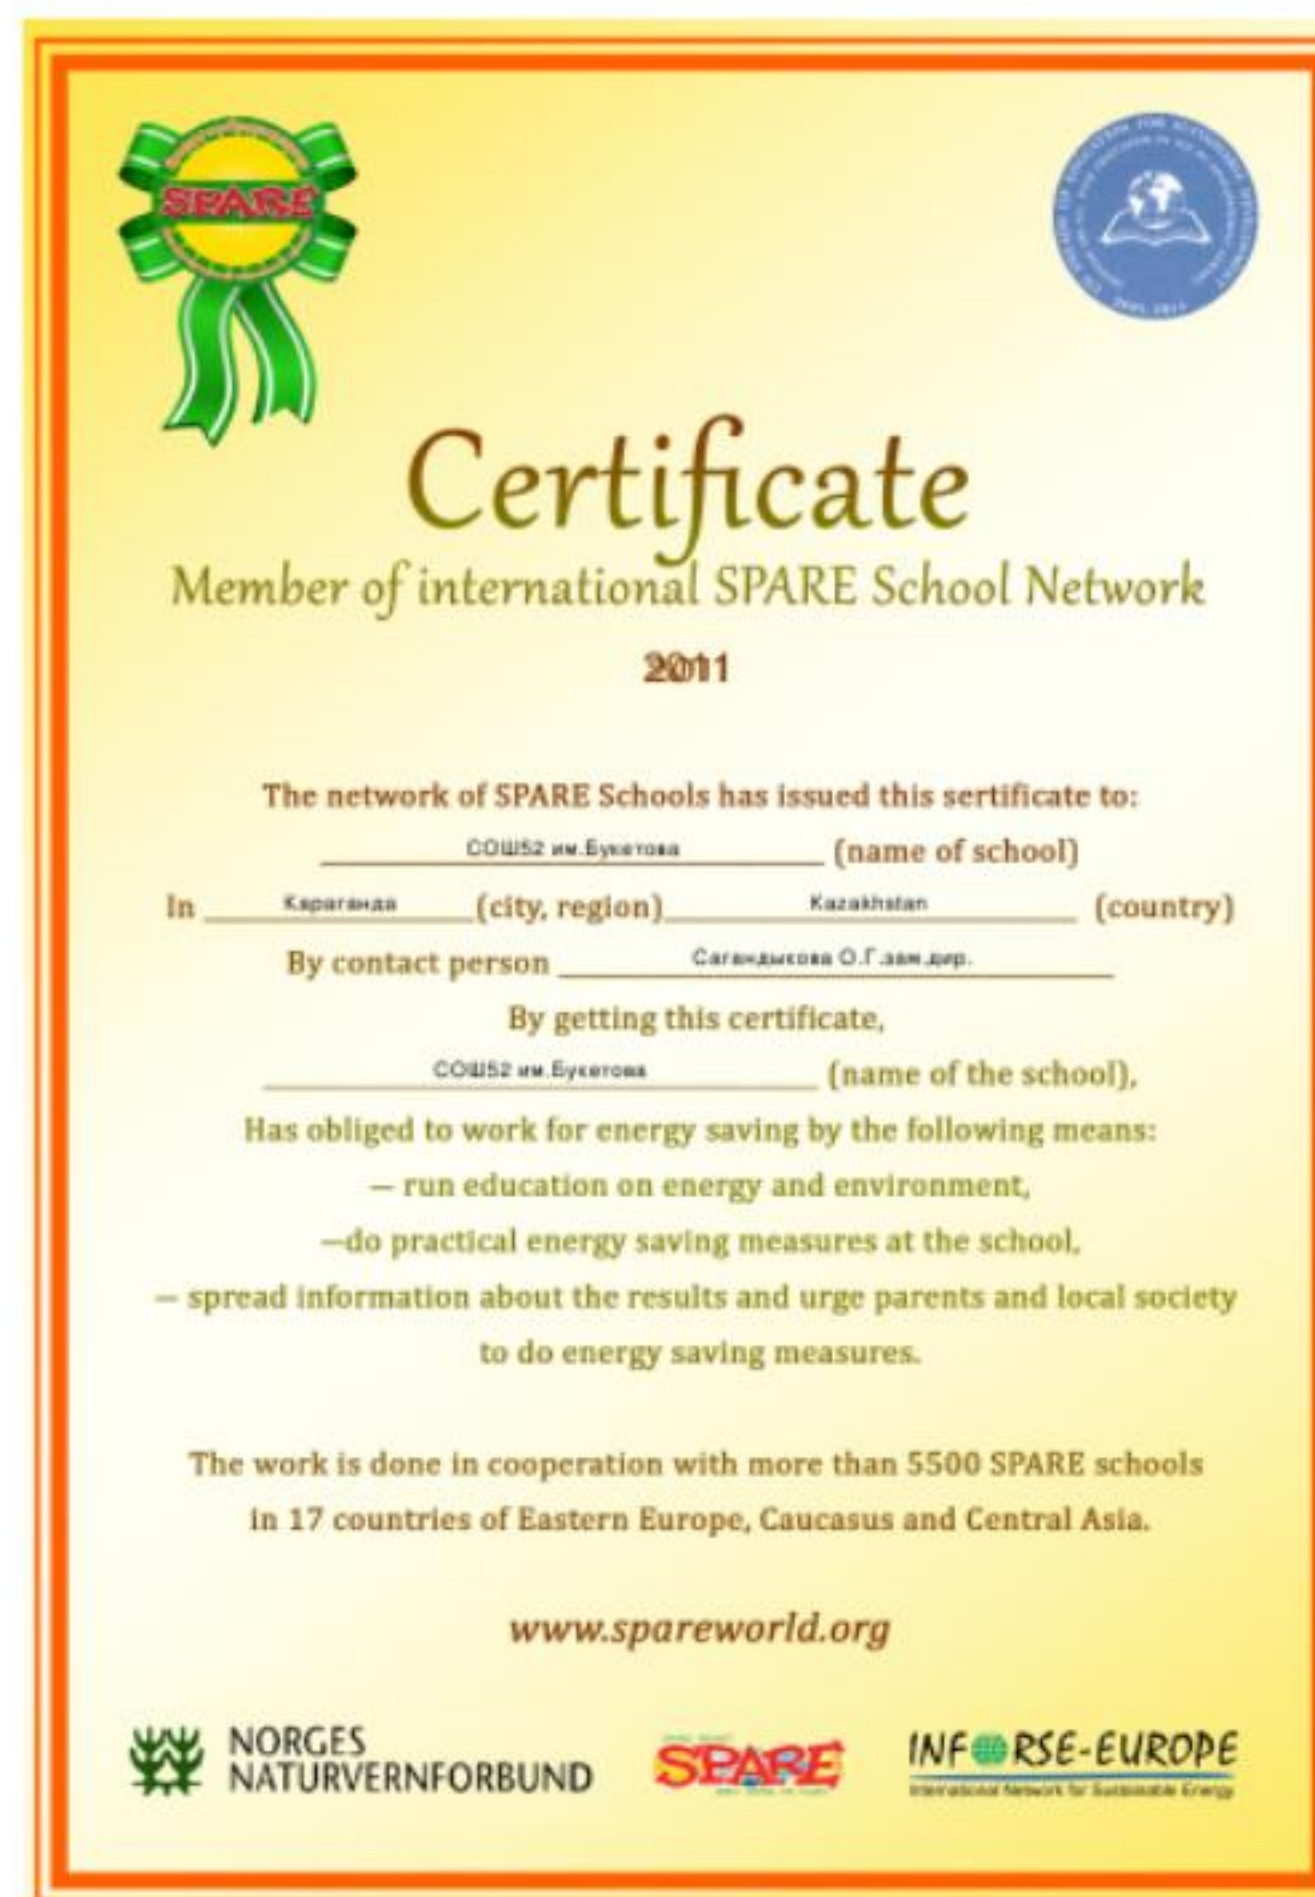 SPARE
Certificate
Member of international SPARE School Network
2011
The network of SPARE Schools has issued this sertificate to:
СОШ52 им.Букетова (name of school)
In Караганда (city, region) Kazakhstan (country)
By contact person Сагандыкова О.Г.зам.дир.
By getting this certificate,
СОШ52 им.Букетова (name of the school),
Has obliged to work for energy saving by the following means:
— run education on energy and environment,
—do practical energy saving measures at the school,
— spread information about the results and urge parents and local society
to do energy saving measures.
The work is done in cooperation with more than 5500 SPARE schools
in 17 countries of Eastern Europe, Caucasus and Central Asia.
www.spareworld.org
NORGES
NATURVERNFORBUND
SPARE
INFORSE-EUROPE
International Network for Sustainable Energy